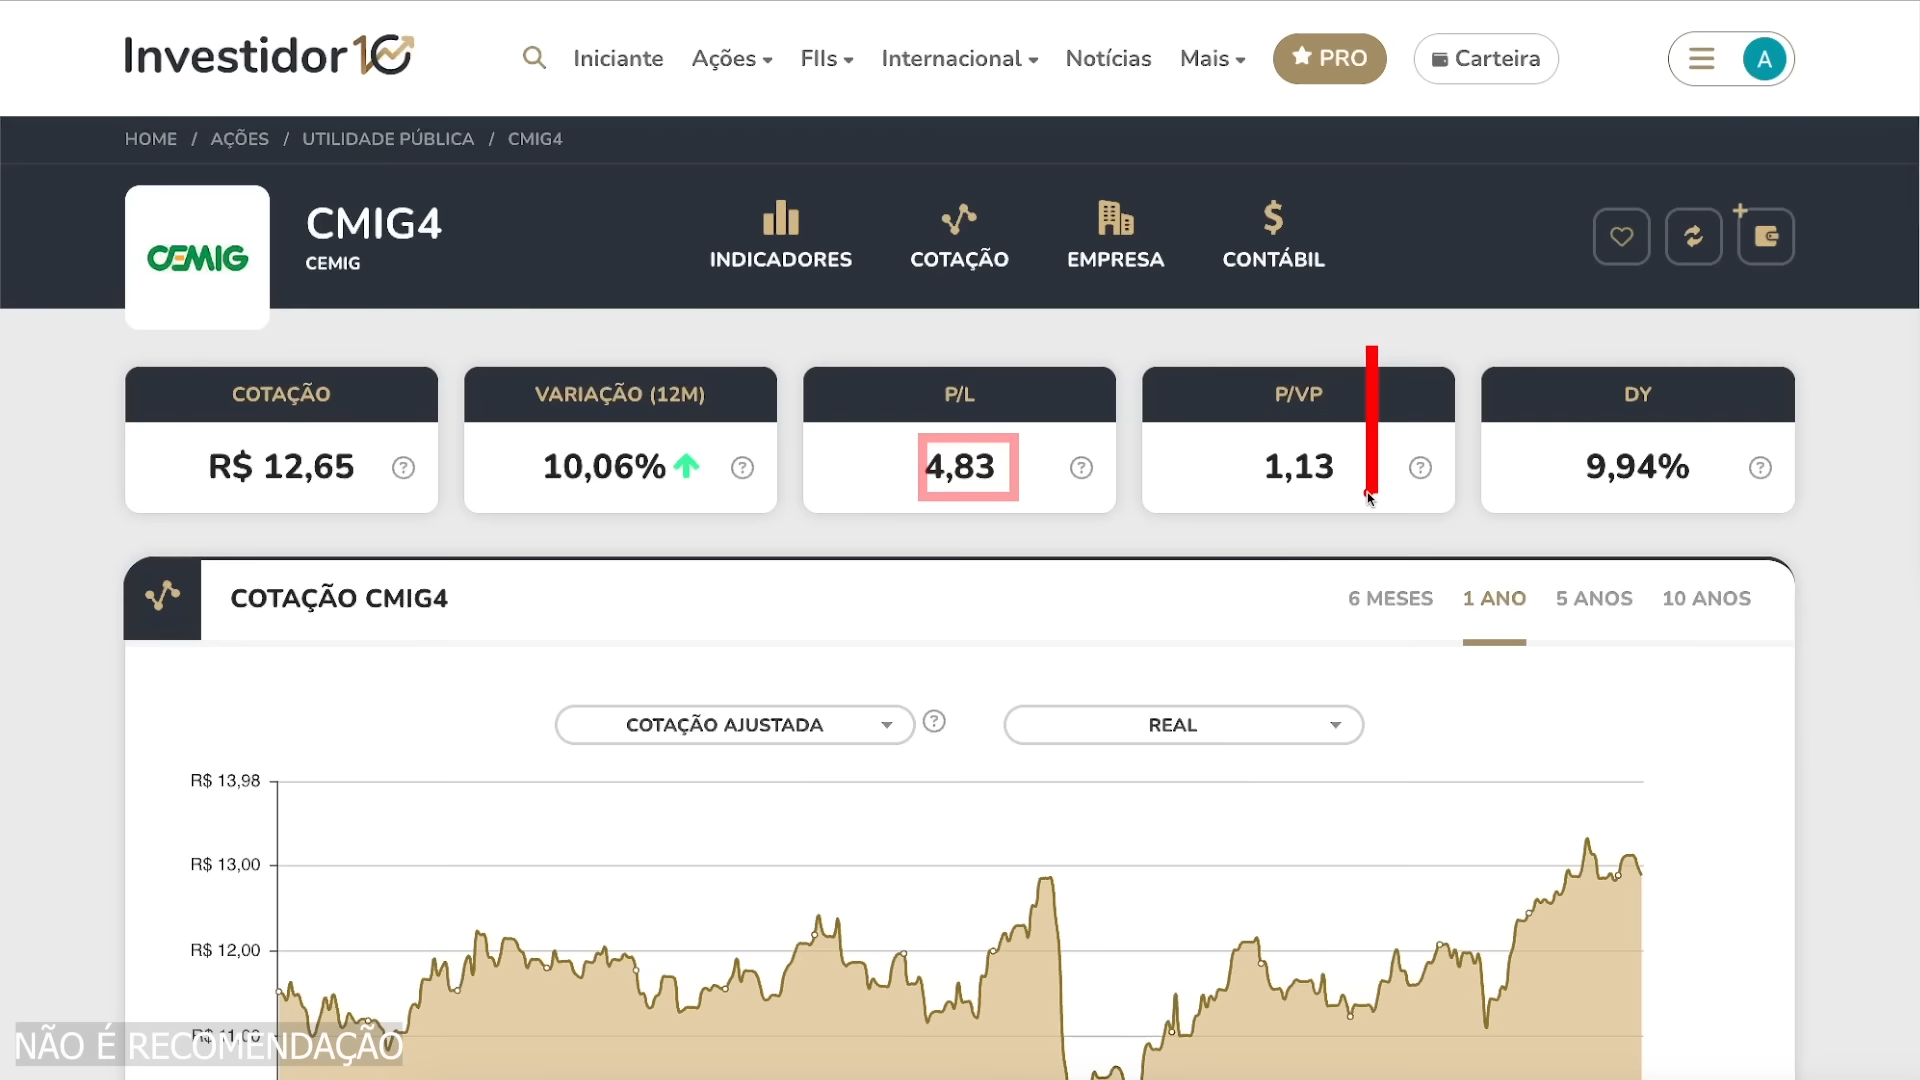 Investidor10
Iniciante
Ações
FIIs
Internacional
Notícias
Mais
PRO
Carteira
A
HOME / AÇÕES / UTILIDADE PÚBLICA / CMIG4
CEMIG
CMIG4
CEMIG
INDICADORES
COTAÇÃO
EMPRESA
CONTÁBIL
COTAÇÃO
R$ 12,65
?
VARIAÇÃO (12M)
10,06%
?
P/L
4,83
?
P/VP
1,13
?
DY
9,94%
?
COTAÇÃO CMIG4
6 MESES
1 ANO
5 ANOS
10 ANOS
COTAÇÃO AJUSTADA
?
REAL
R$ 13,98
R$ 13,00
R$ 12,00
R$ 11,00
NÃO É RECOMENDAÇÃO